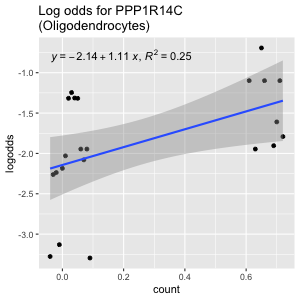 Log odds for PPP1R14C
(Oligodendrocytes)
y = −2.14 + 1.11 x, R² = 0.25
-1.0
-1.5
-2.0
-2.5
-3.0
logodds
0.0 0.2 0.4 0.6
count